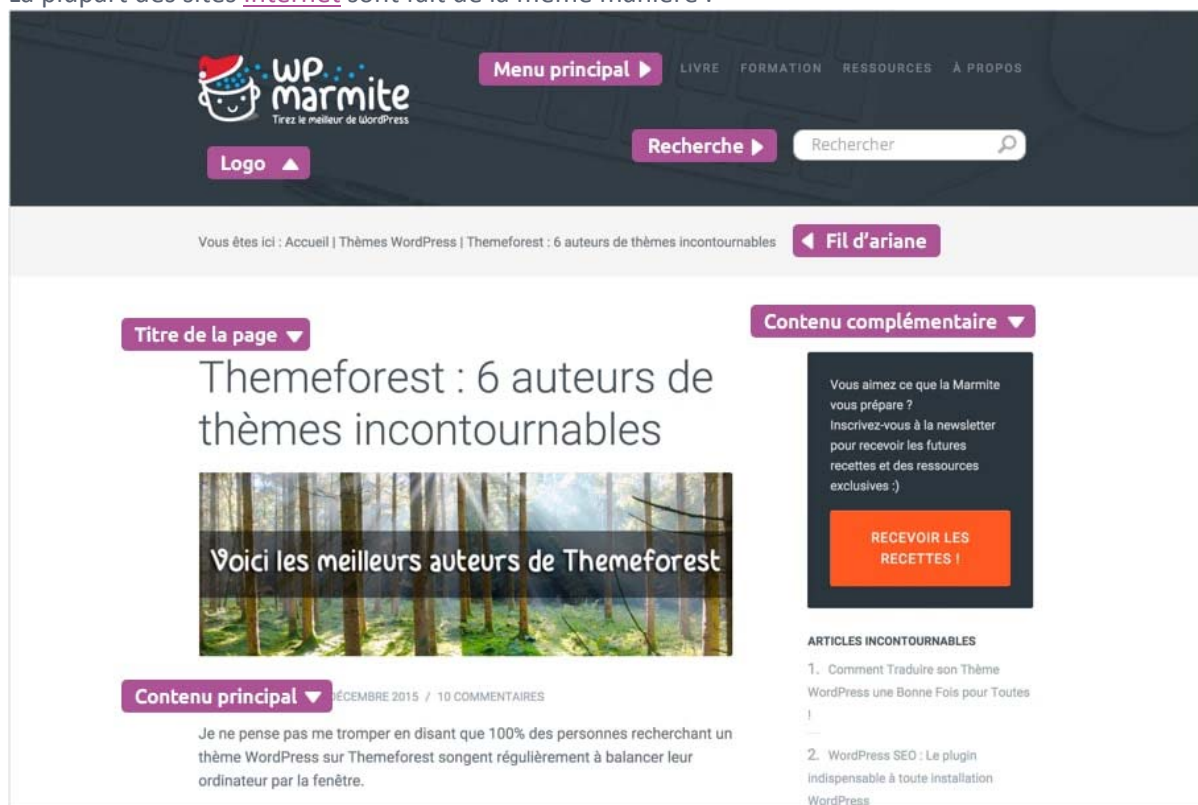 La plupart des sites internet sont fait de la même manière :
WP
marmite
Tirez le meilleur de WordPress
Menu principal
LIVRE FORMATION RESSOURCES À PROPOS
Logo
Recherche
Rechercher
Vous êtes ici : Accueil | Thèmes WordPress | Themeforest : 6 auteurs de thèmes incontournables
Fil d'ariane
Titre de la page
Themeforest : 6 auteurs de
thèmes incontournables
Voici les meilleurs auteurs de Themeforest
Contenu principal
DÉCEMBRE 2015 / 10 COMMENTAIRES
Je ne pense pas me tromper en disant que 100% des personnes recherchant un
thème WordPress sur Themeforest songent régulièrement à balancer leur
ordinateur par la fenêtre.
Contenu complémentaire
Vous aimez ce que la Marmite
vous prépare ?
Inscrivez-vous à la newsletter
pour recevoir les futures
recettes et des ressources
exclusives :)
RECEVOIR LES
RECETTES !
ARTICLES INCONTOURNABLES
1. Comment Traduire son Thème
WordPress une Bonne Fois pour Toutes
!
2. WordPress SEO : Le plugin
indispensable à toute installation
WordPress